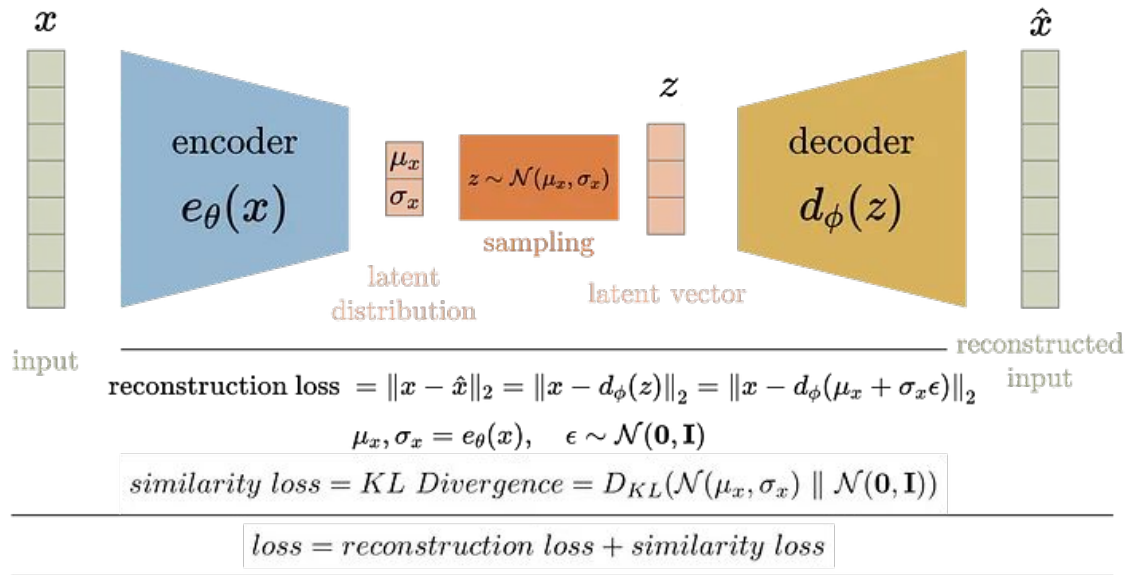 x
x̂
z
encoder
e_θ(x)
μ_x
σ_x
z ∼ 𝒩(μ_x, σ_x)
sampling
decoder
d_ϕ(z)
latent
distribution
latent vector
input
reconstructed
input
reconstruction loss = ‖x − x̂‖₂ = ‖x − d_ϕ(z)‖₂ = ‖x − d_ϕ(μ_x + σ_xϵ)‖₂
μ_x, σ_x = e_θ(x),   ϵ ∼ 𝒩(𝟎, 𝐈)
similarity loss = KL Divergence = D_{KL}(𝒩(μ_x, σ_x) ∥ 𝒩(𝟎, 𝐈))
loss = reconstruction loss + similarity loss